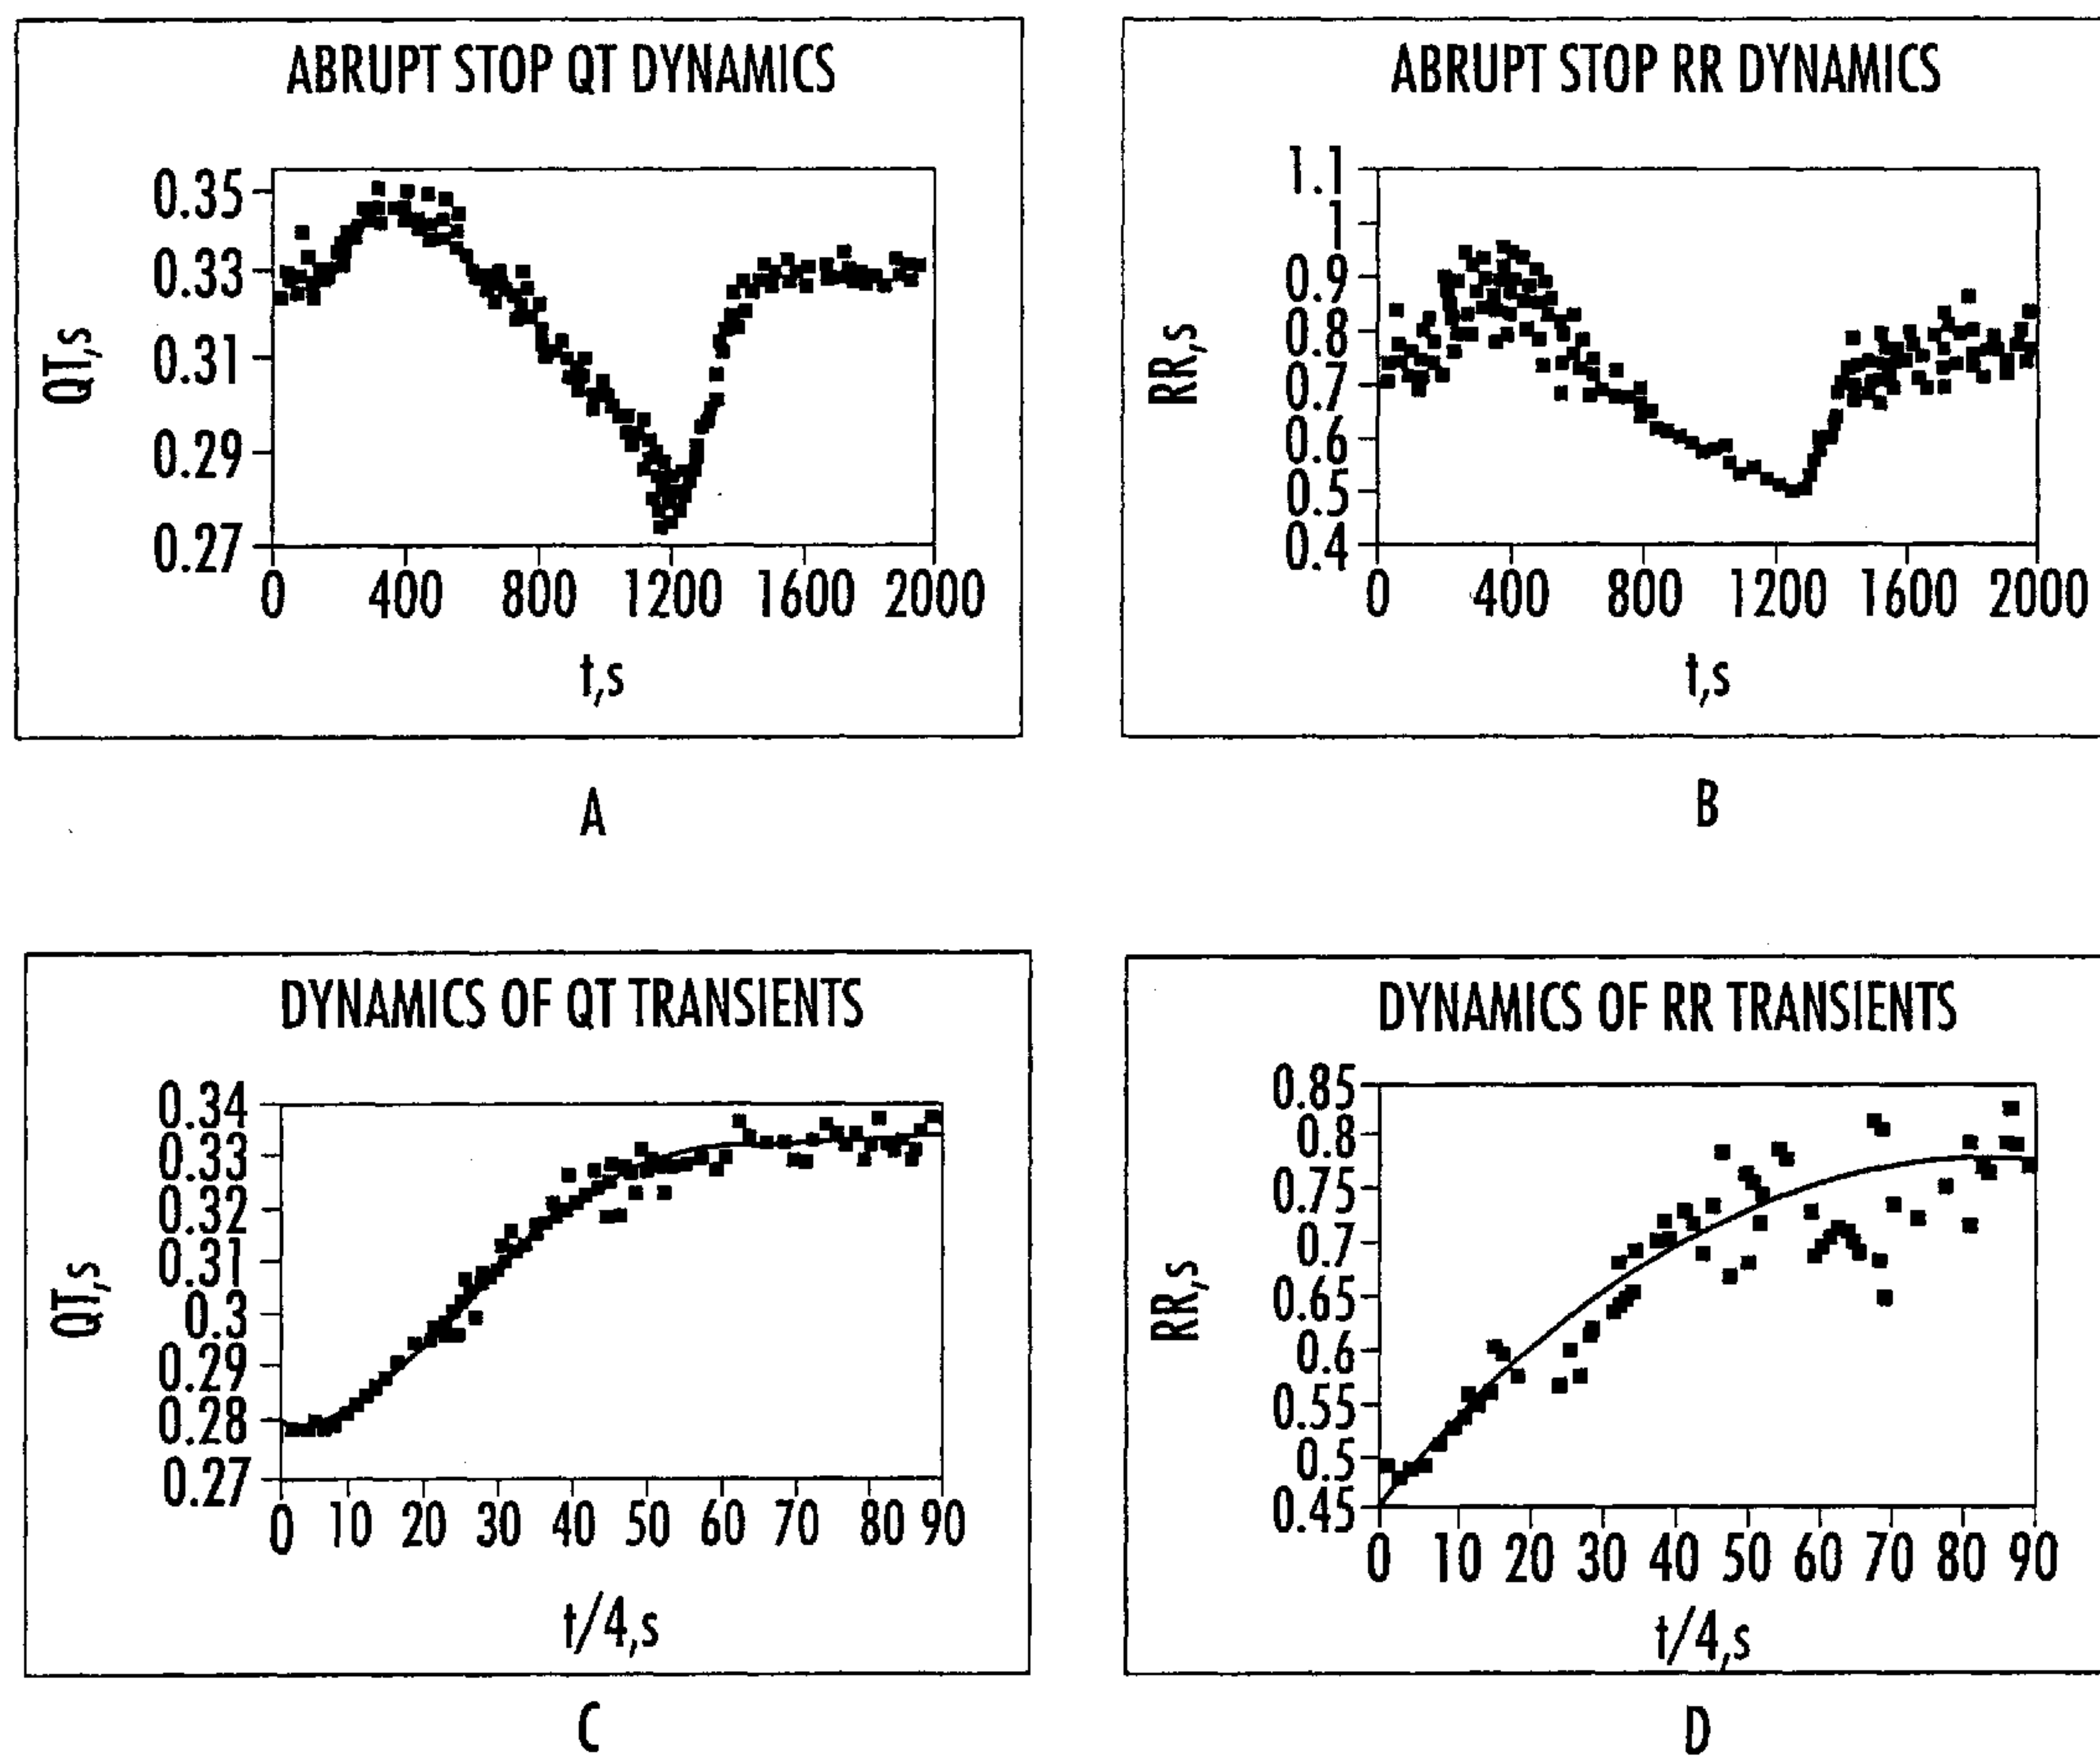 ABRUPT STOP QT DYNAMICS
QT,s
0.35
0.33
0.31
0.29
0.27
0 400 800 1200 1600 2000
t,s
A
ABRUPT STOP RR DYNAMICS
RR,s
1.1
1
0.9
0.8
0.7
0.6
0.5
0.4
0 400 800 1200 1600 2000
t,s
B
DYNAMICS OF QT TRANSIENTS
QT,s
0.34
0.33
0.32
0.31
0.3
0.29
0.28
0.27
0 10 20 30 40 50 60 70 80 90
t/4,s
C
DYNAMICS OF RR TRANSIENTS
RR,s
0.85
0.8
0.75
0.7
0.65
0.6
0.55
0.5
0.45
0 10 20 30 40 50 60 70 80 90
t/4,s
D